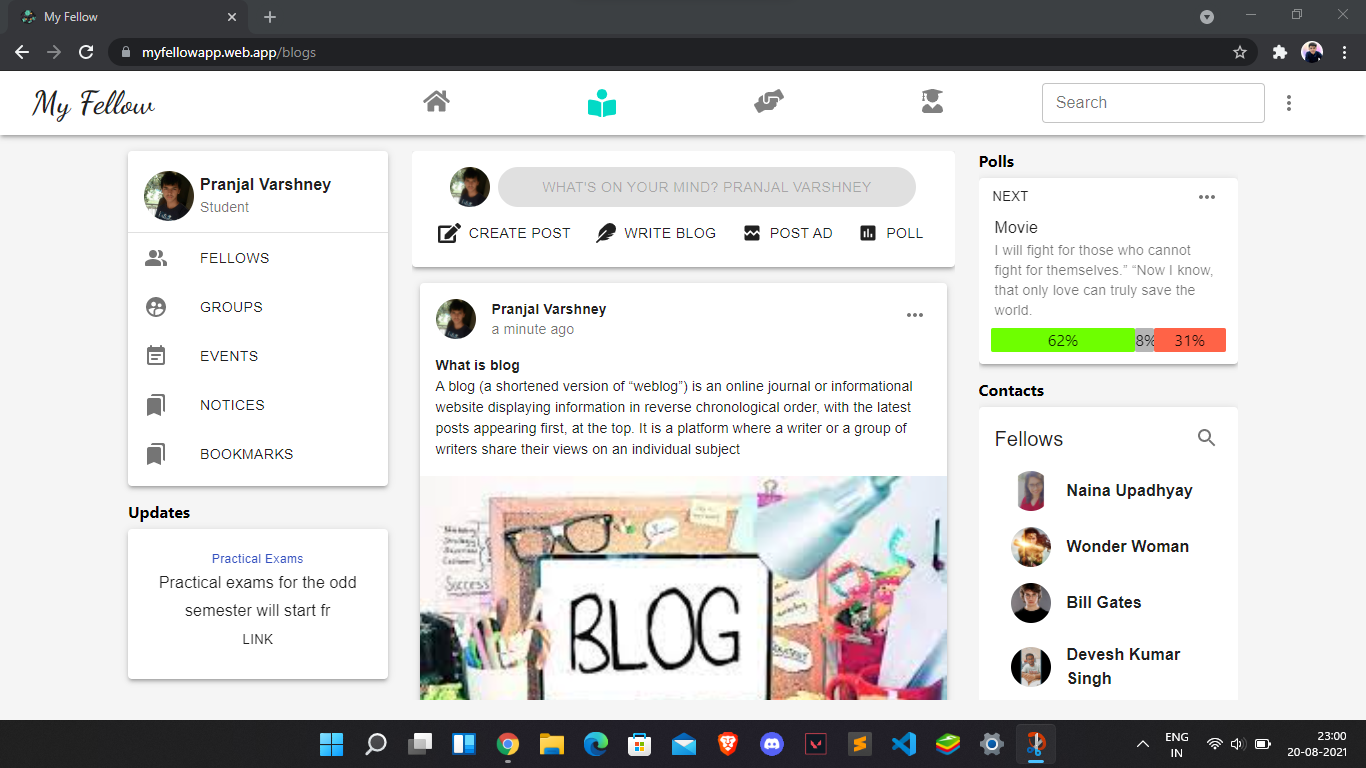 My Fellow
myfellowapp.web.app/blogs
My Fellow
Search
Pranjal Varshney
Student
FELLOWS
GROUPS
EVENTS
NOTICES
BOOKMARKS
Updates
Practical Exams
Practical exams for the odd
semester will start fr
LINK
WHAT'S ON YOUR MIND? PRANJAL VARSHNEY
CREATE POST
WRITE BLOG
POST AD
POLL
Pranjal Varshney
a minute ago
What is blog
A blog (a shortened version of “weblog”) is an online journal or informational
website displaying information in reverse chronological order, with the latest
posts appearing first, at the top. It is a platform where a writer or a group of
writers share their views on an individual subject
Success
BLOG
Polls
NEXT
Movie
I will fight for those who cannot
fight for themselves.” “Now I know,
that only love can truly save the
world.
62%
8%
31%
Contacts
Fellows
Naina Upadhyay
Wonder Woman
Bill Gates
Devesh Kumar
Singh
ENG
IN
23:00
20-08-2021